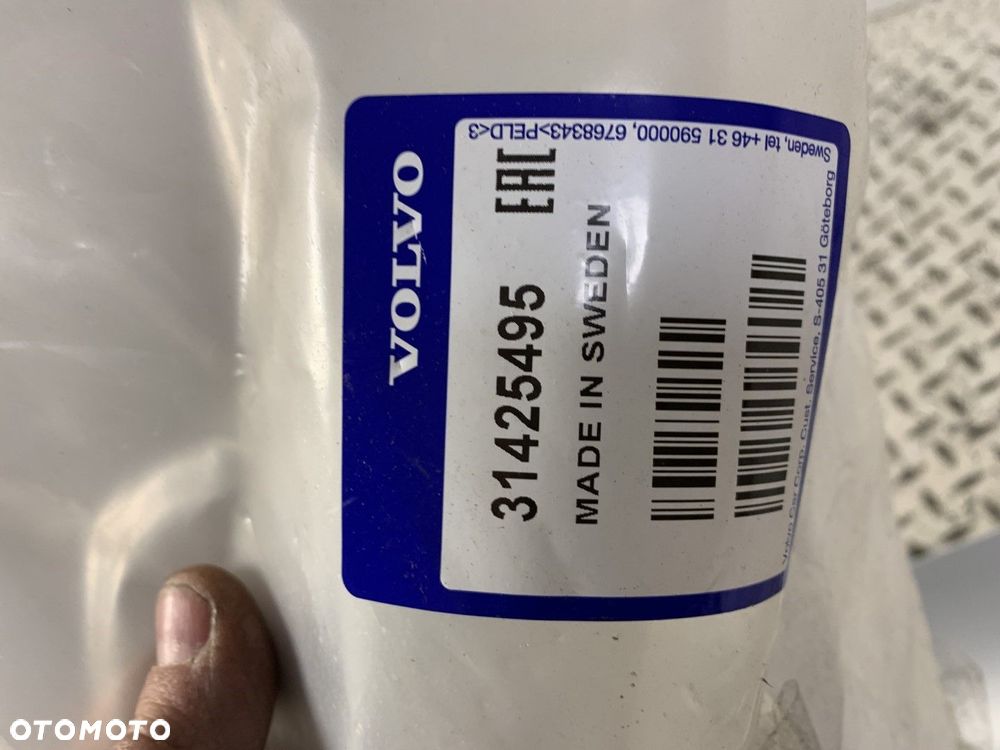 VOLVO
31425495 EAC
MADE IN SWEDEN
Volvo Car Corp. Cust. Service, S-405 31 Göteborg
Sweden, tel +46 31 590000, 6768343>PELD<3
OTOMOTO